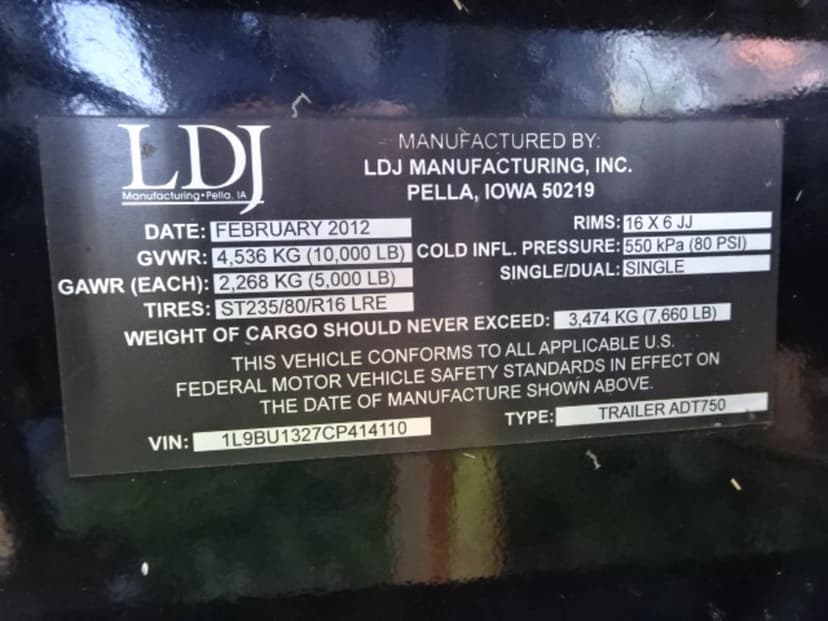 LDJ
Manufacturing • Pella, IA
MANUFACTURED BY:
LDJ MANUFACTURING, INC.
PELLA, IOWA 50219
DATE: FEBRUARY 2012
GVWR: 4,536 KG (10,000 LB)
GAWR (EACH): 2,268 KG (5,000 LB)
TIRES: ST235/80/R16 LRE
RIMS: 16 X 6 JJ
COLD INFL. PRESSURE: 550 kPa (80 PSI)
SINGLE/DUAL: SINGLE
WEIGHT OF CARGO SHOULD NEVER EXCEED: 3,474 KG (7,660 LB)
THIS VEHICLE CONFORMS TO ALL APPLICABLE U.S.
FEDERAL MOTOR VEHICLE SAFETY STANDARDS IN EFFECT ON
THE DATE OF MANUFACTURE SHOWN ABOVE.
VIN: 1L9BU1327CP414110
TYPE: TRAILER ADT750